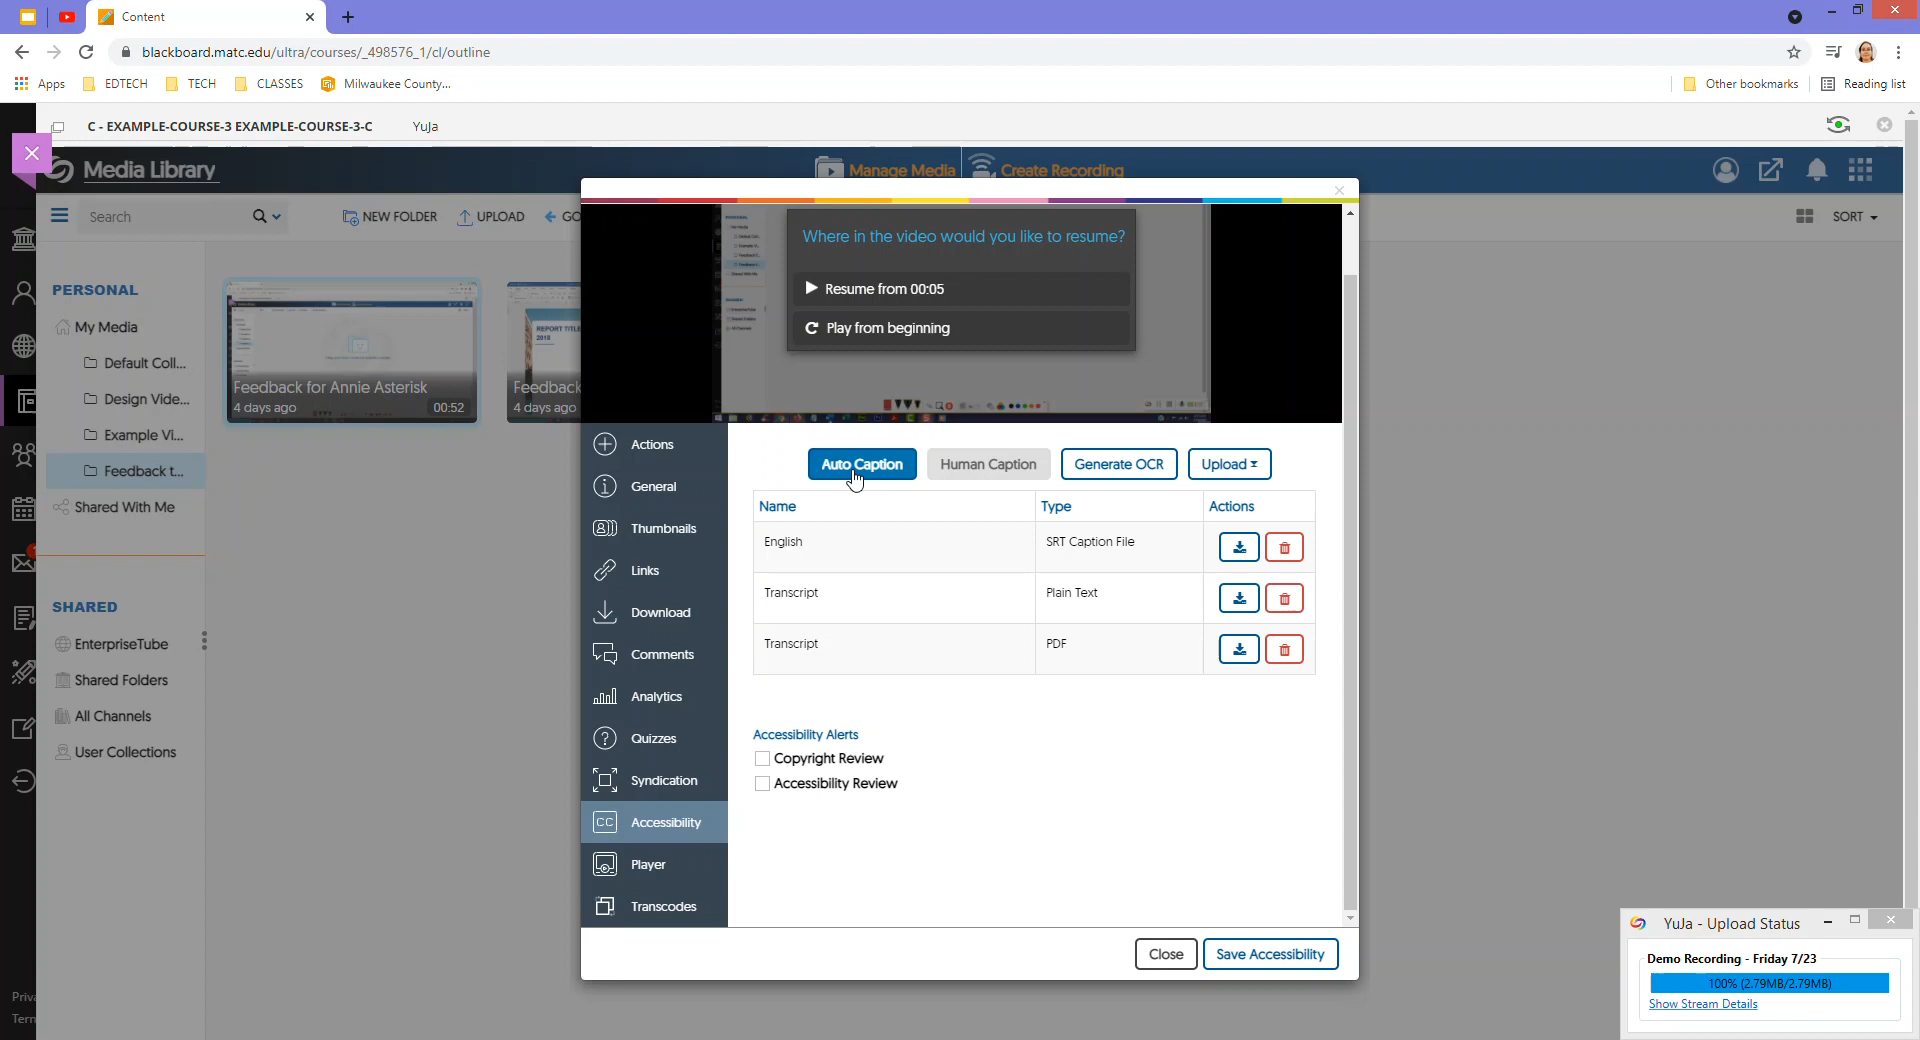 Content
blackboard.matc.edu/ultra/courses/_498576_1/cl/outline
Apps
EDTECH
TECH
CLASSES
Milwaukee County...
Other bookmarks
Reading list
C - EXAMPLE-COURSE-3 EXAMPLE-COURSE-3-C
YuJa
Media Library
Manage Media
Create Recording
Search
NEW FOLDER
UPLOAD
GO
SORT
PERSONAL
My Media
Default Coll...
Design Vide...
Example Vi...
Feedback t...
Shared With Me
SHARED
EnterpriseTube
Shared Folders
All Channels
User Collections
Priva
Term
Feedback for Annie Asterisk
4 days ago
00:52
REPORT TITLE
2018
Feedback
4 days ago
Where in the video would you like to resume?
Resume from 00:05
Play from beginning
Actions
General
Thumbnails
Links
Download
Comments
Analytics
Quizzes
Syndication
CC
Accessibility
Player
Transcodes
Auto Caption
Human Caption
Generate OCR
Upload
Name
Type
Actions
English
SRT Caption File
Transcript
Plain Text
Transcript
PDF
Accessibility Alerts
Copyright Review
Accessibility Review
Close
Save Accessibility
YuJa - Upload Status
Demo Recording - Friday 7/23
100% (2.79MB/2.79MB)
Show Stream Details